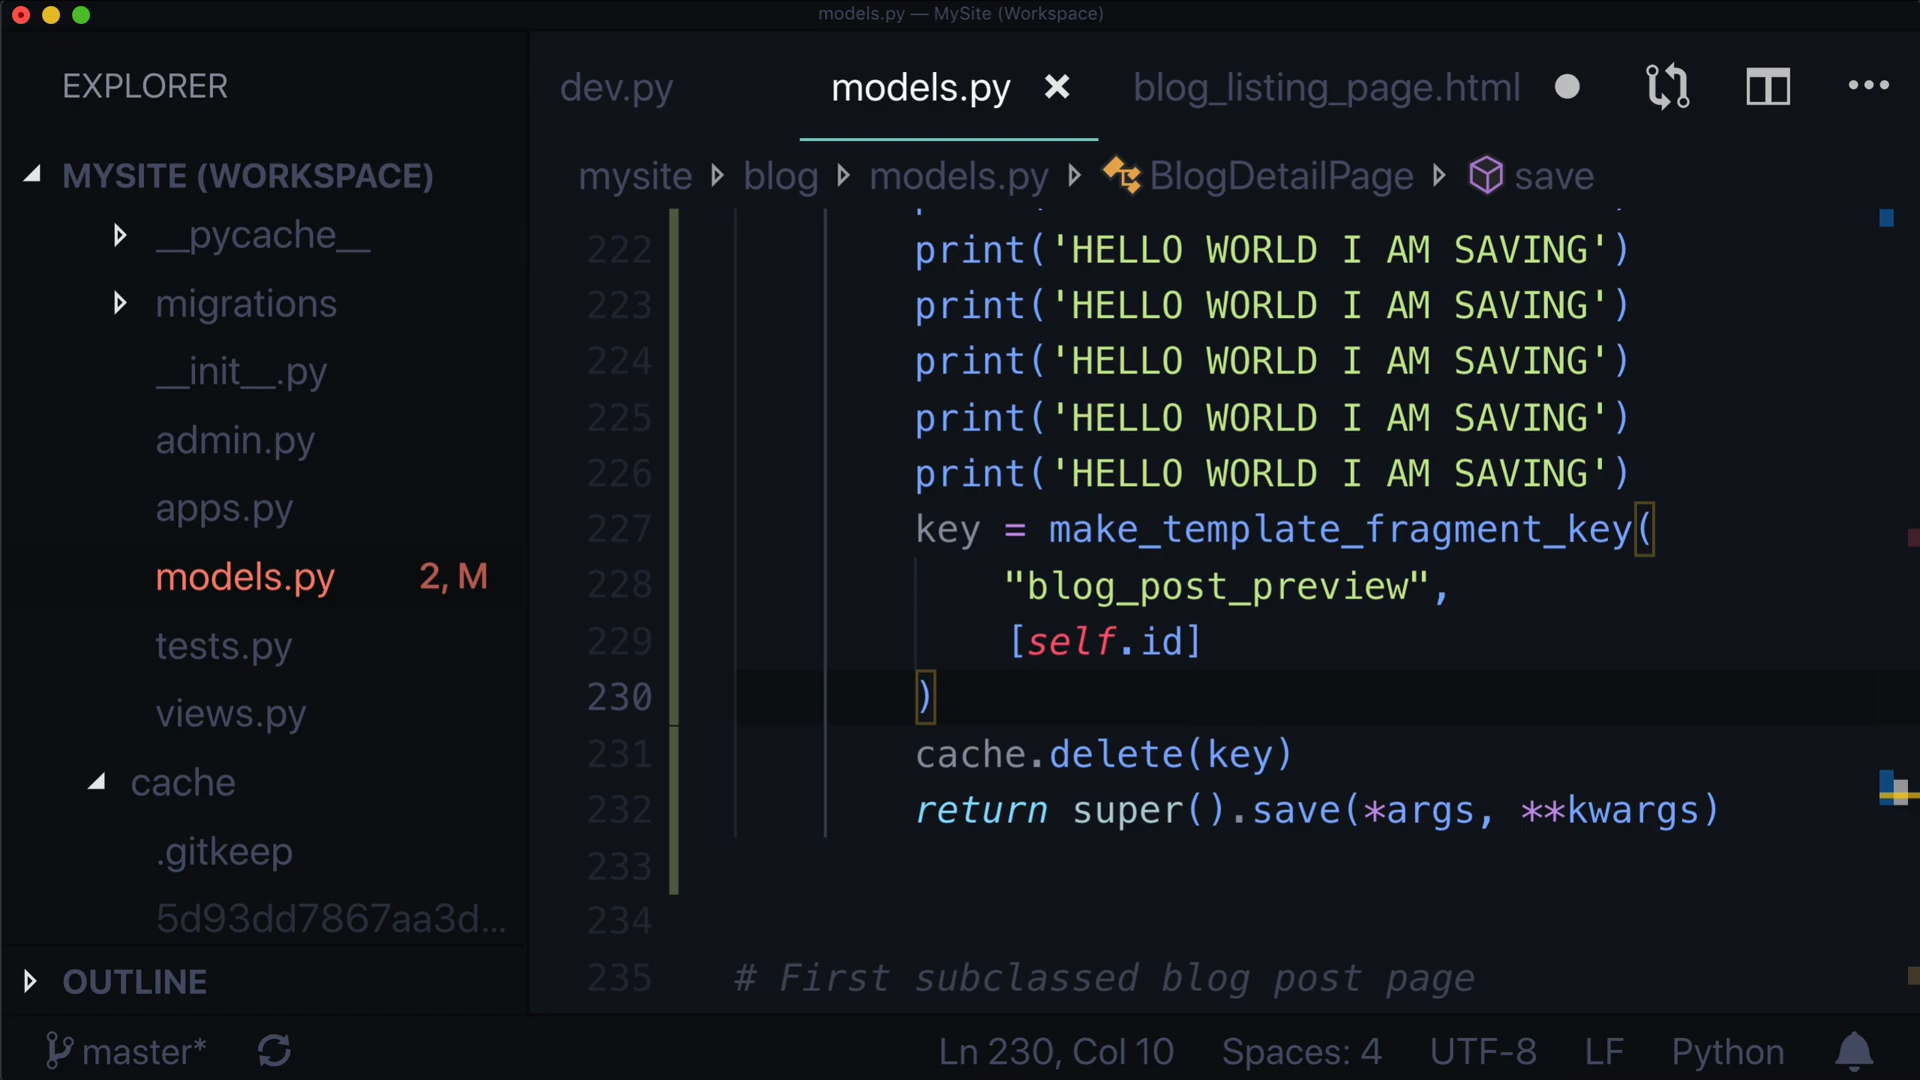 models.py — MySite (Workspace)
EXPLORER
MYSITE (WORKSPACE)
__pycache__
migrations
__init__.py
admin.py
apps.py
models.py 2, M
tests.py
views.py
cache
.gitkeep
5d93dd7867aa3d...
OUTLINE
dev.py models.py blog_listing_page.html
mysite blog models.py BlogDetailPage save
222 print('HELLO WORLD I AM SAVING')
223 print('HELLO WORLD I AM SAVING')
224 print('HELLO WORLD I AM SAVING')
225 print('HELLO WORLD I AM SAVING')
226 print('HELLO WORLD I AM SAVING')
227 key = make_template_fragment_key(
228 "blog_post_preview",
229 [self.id]
230 )
231 cache.delete(key)
232 return super().save(*args, **kwargs)
233
234
235 # First subclassed blog post page
master* Ln 230, Col 10 Spaces: 4 UTF-8 LF Python